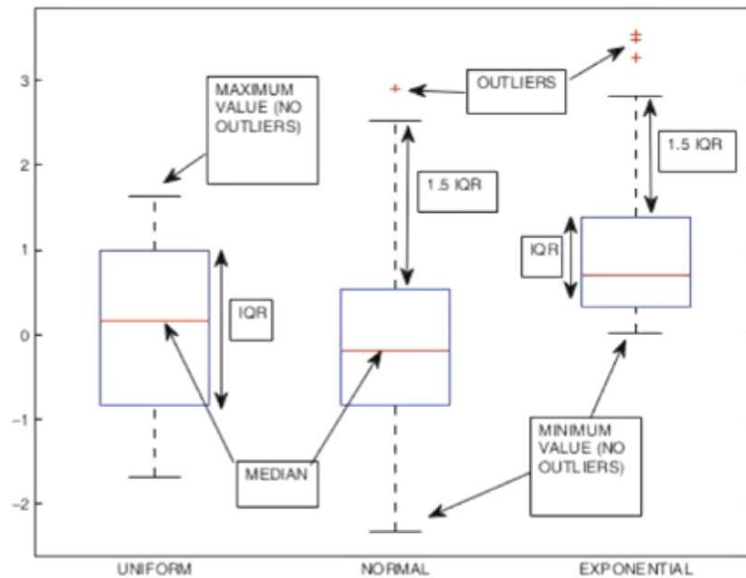 3
2
1
0
−1
−2
MAXIMUM
VALUE (NO
OUTLIERS)
OUTLIERS
1.5 IQR
1.5 IQR
IQR
IQR
MEDIAN
MINIMUM
VALUE (NO
OUTLIERS)
UNIFORM
NORMAL
EXPONENTIAL